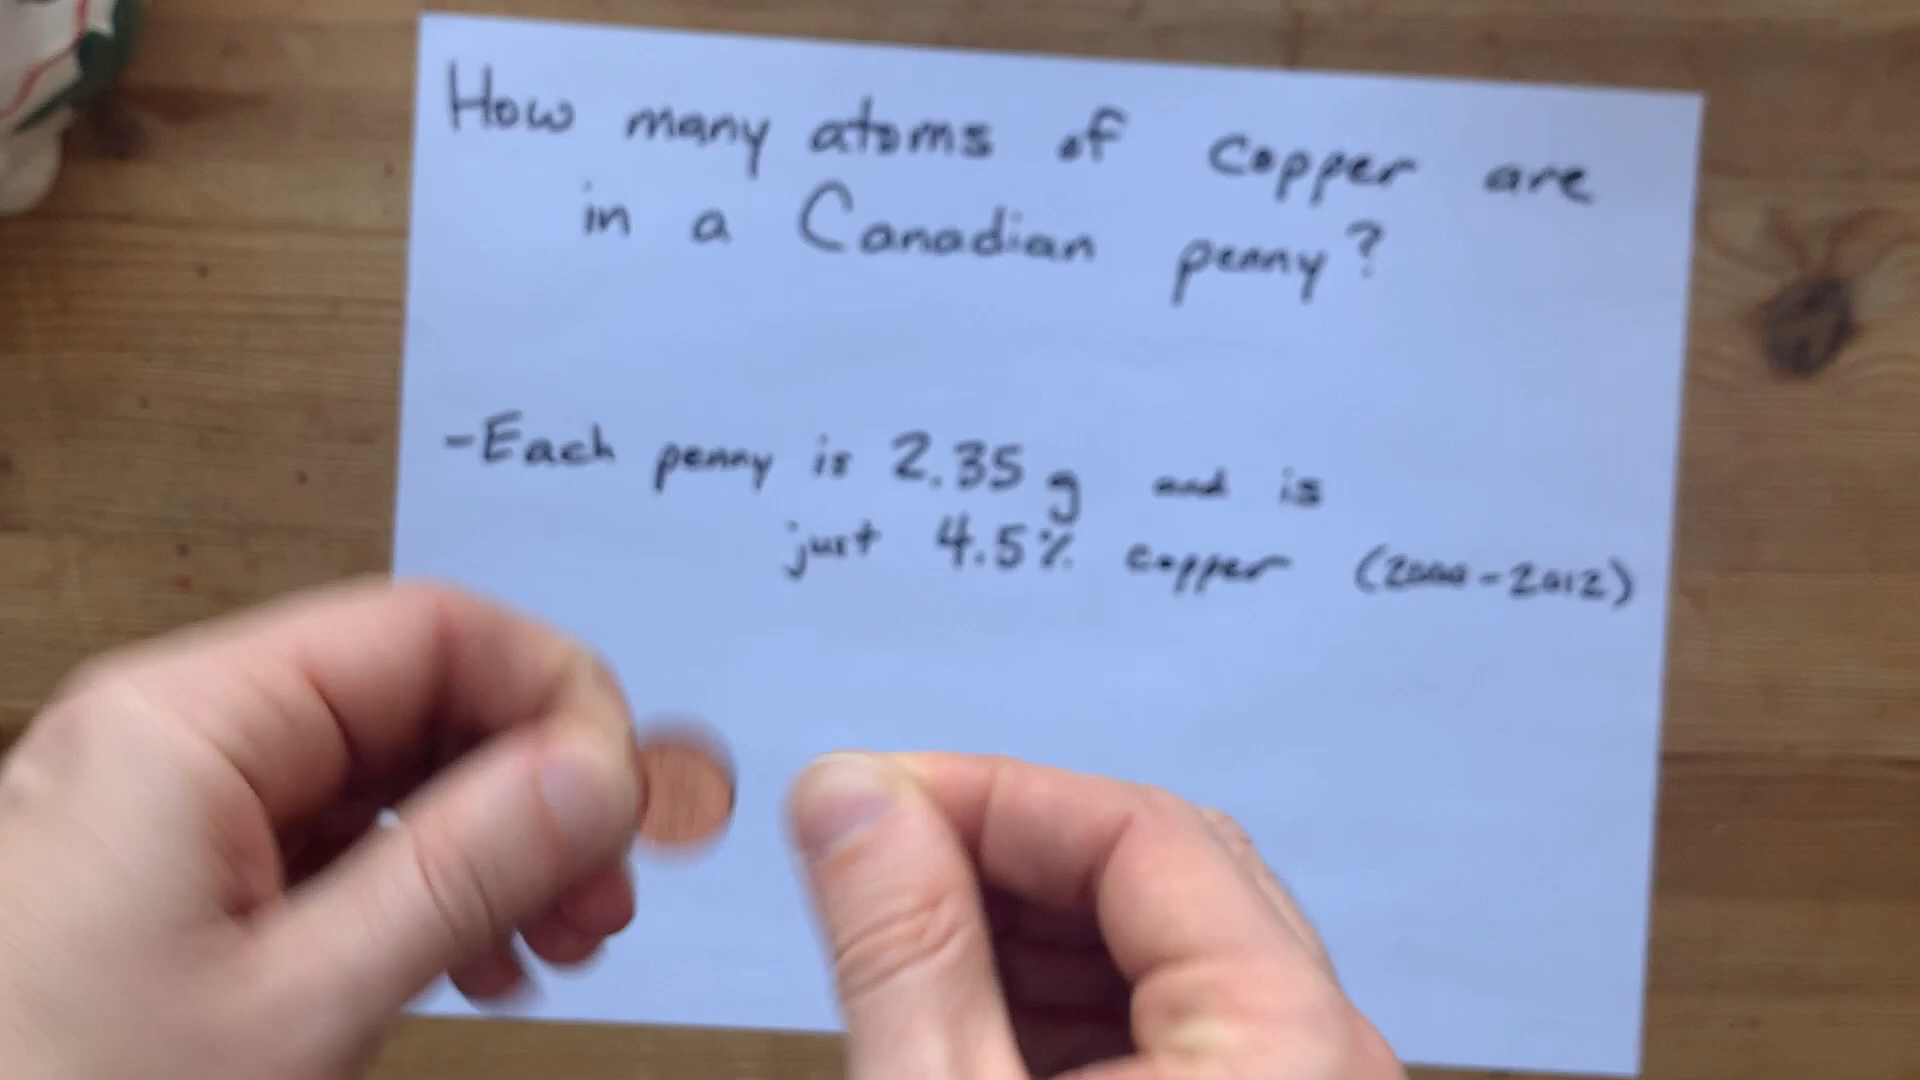 How many atoms of copper are
in a Canadian penny?
-Each penny is 2.35 g and is
just 4.5% copper (2000-2012)